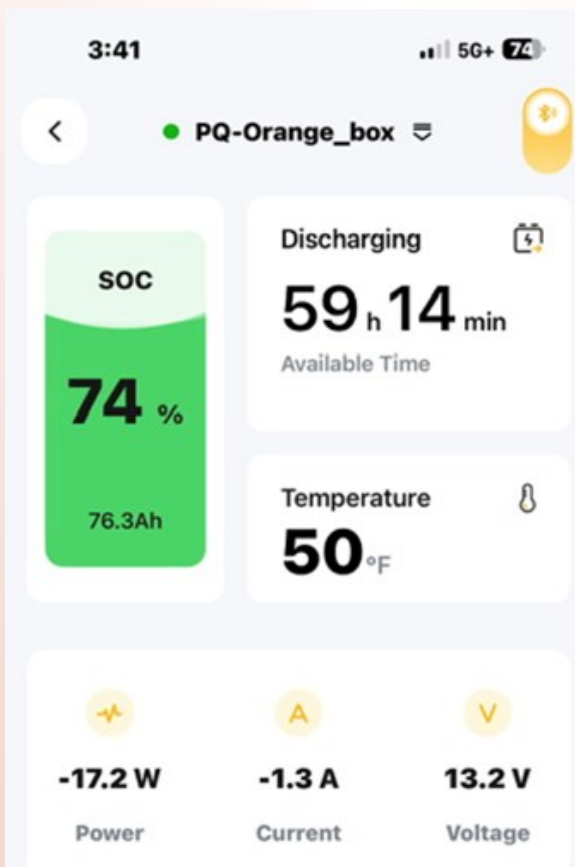 3:41 5G+ 74
PQ-Orange_box
SOC
74 %
76.3Ah
Discharging
59 h 14 min
Available Time
Temperature
50 °F
A
V
-17.2 W
-1.3 A
13.2 V
Power
Current
Voltage